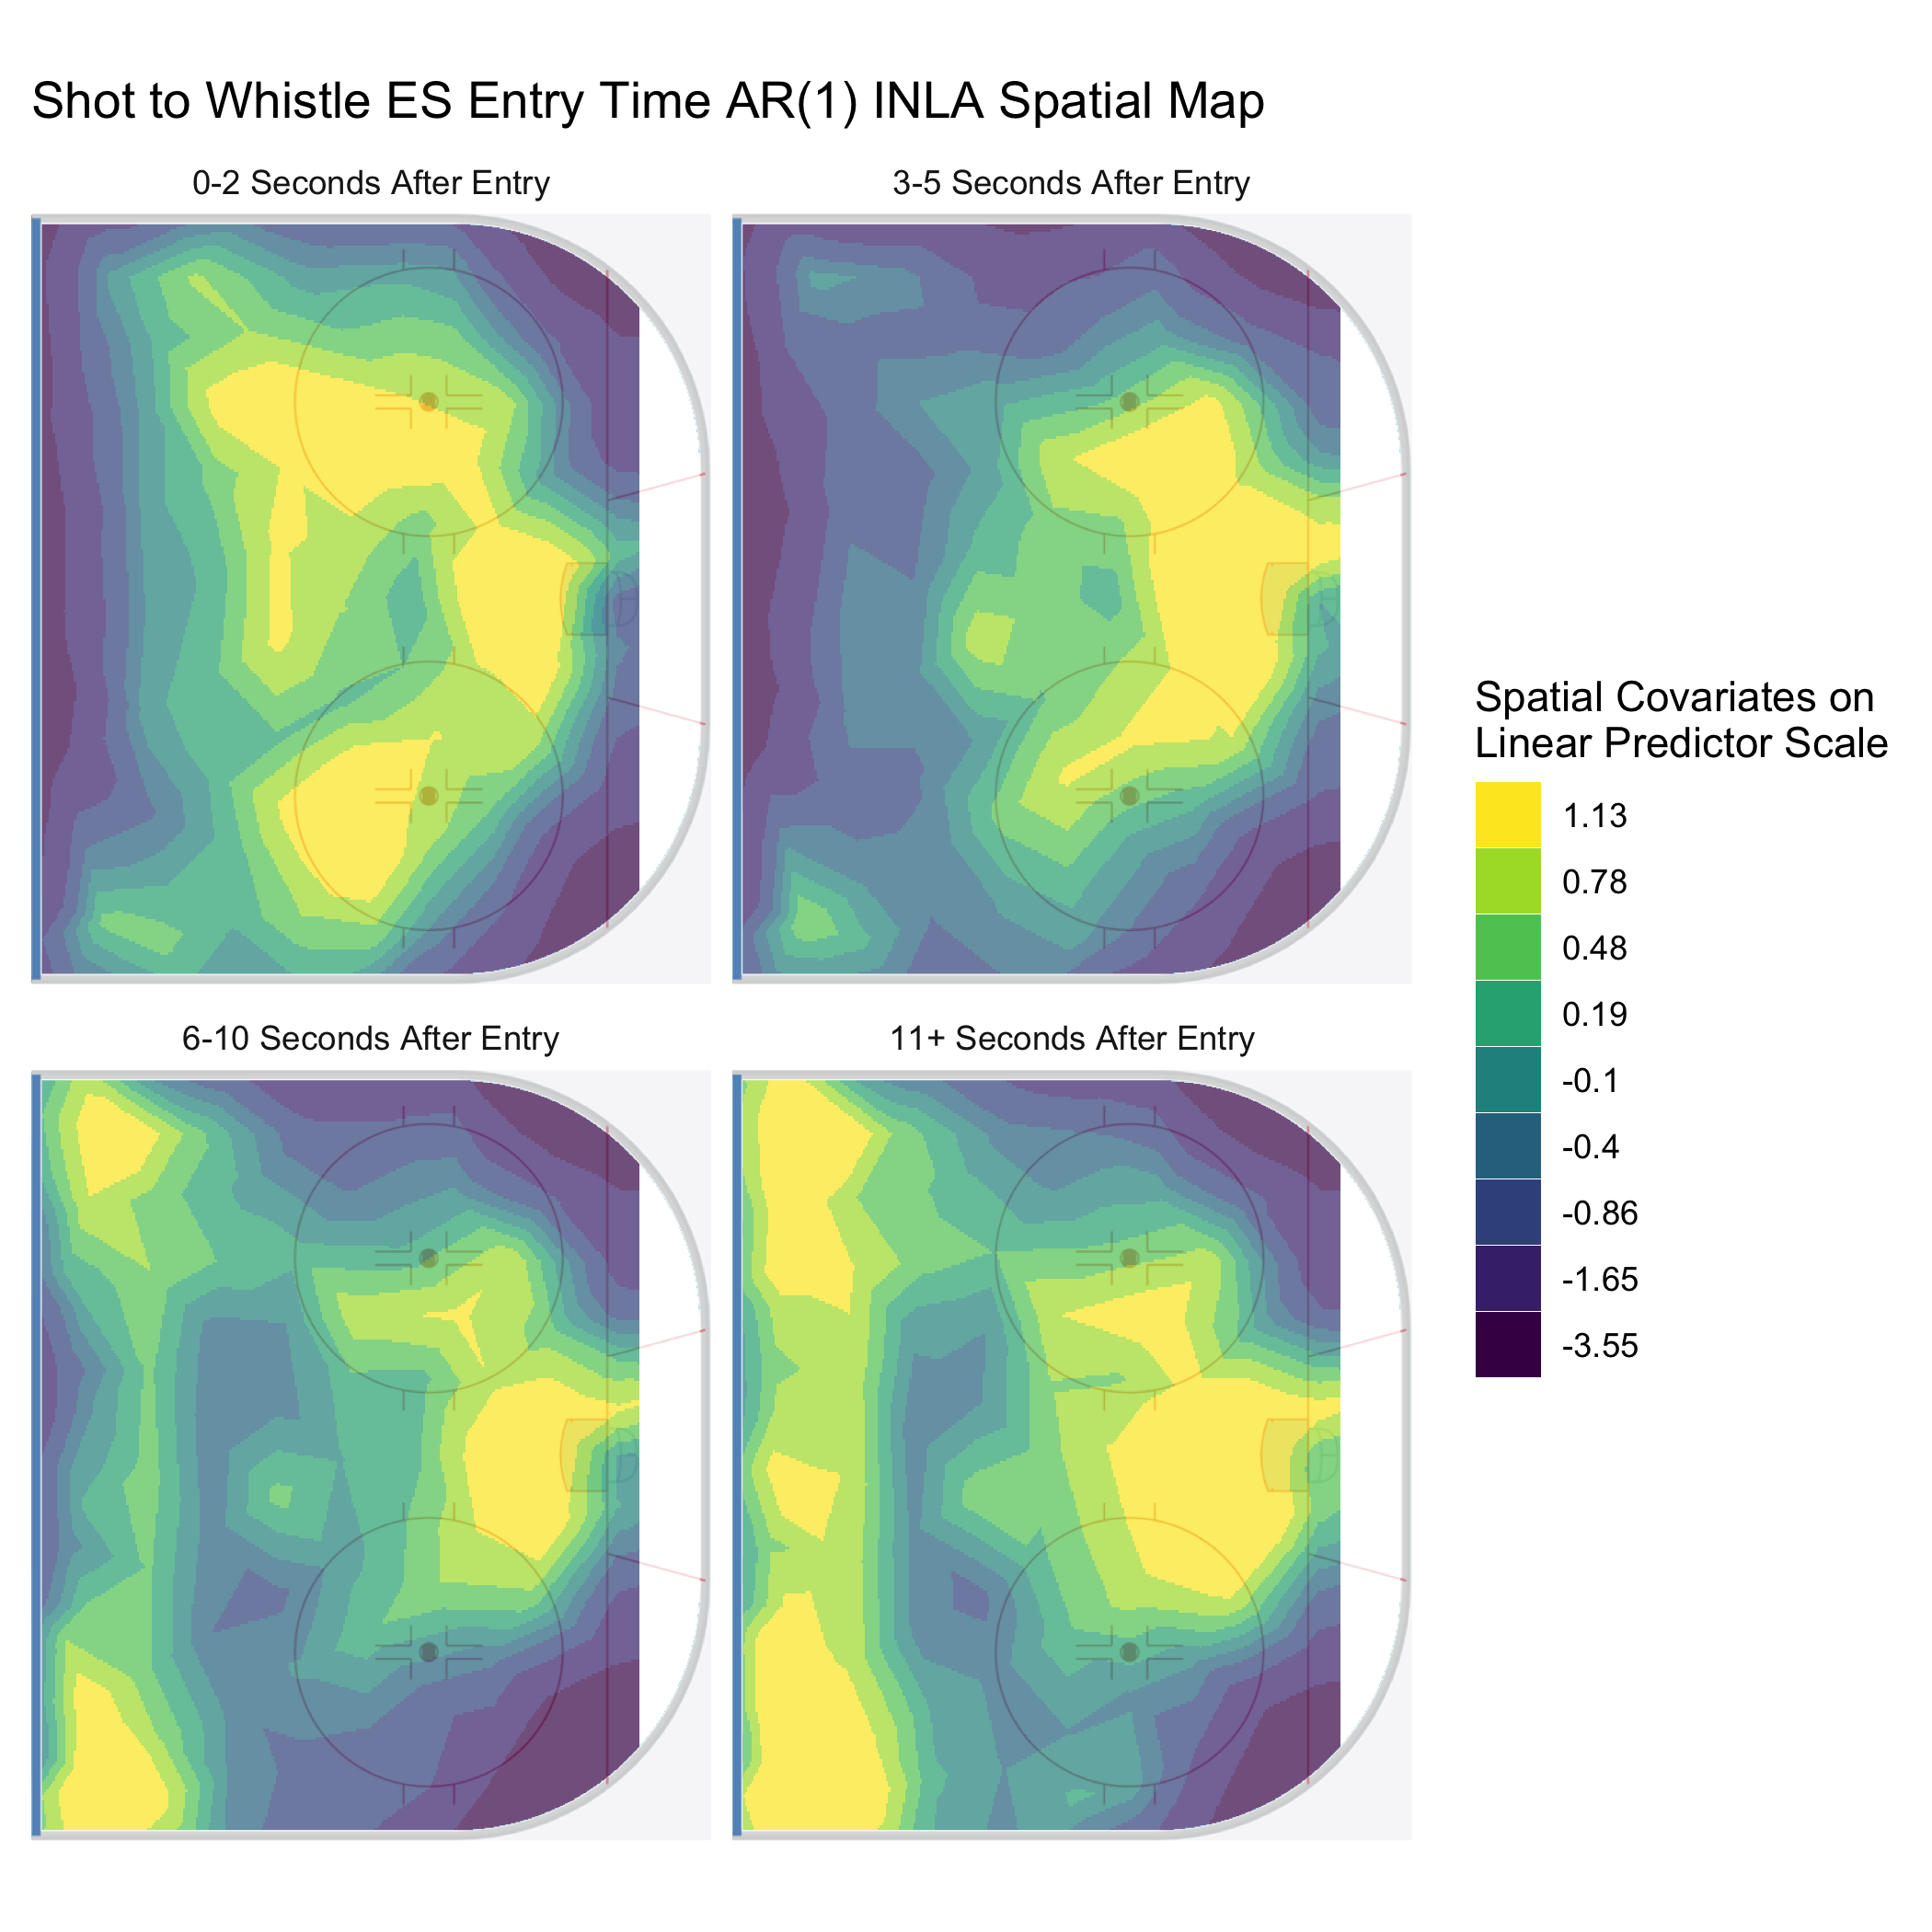 Shot to Whistle ES Entry Time AR(1) INLA Spatial Map
0-2 Seconds After Entry
3-5 Seconds After Entry
6-10 Seconds After Entry
11+ Seconds After Entry
Spatial Covariates on
Linear Predictor Scale
1.13
0.78
0.48
0.19
-0.1
-0.4
-0.86
-1.65
-3.55